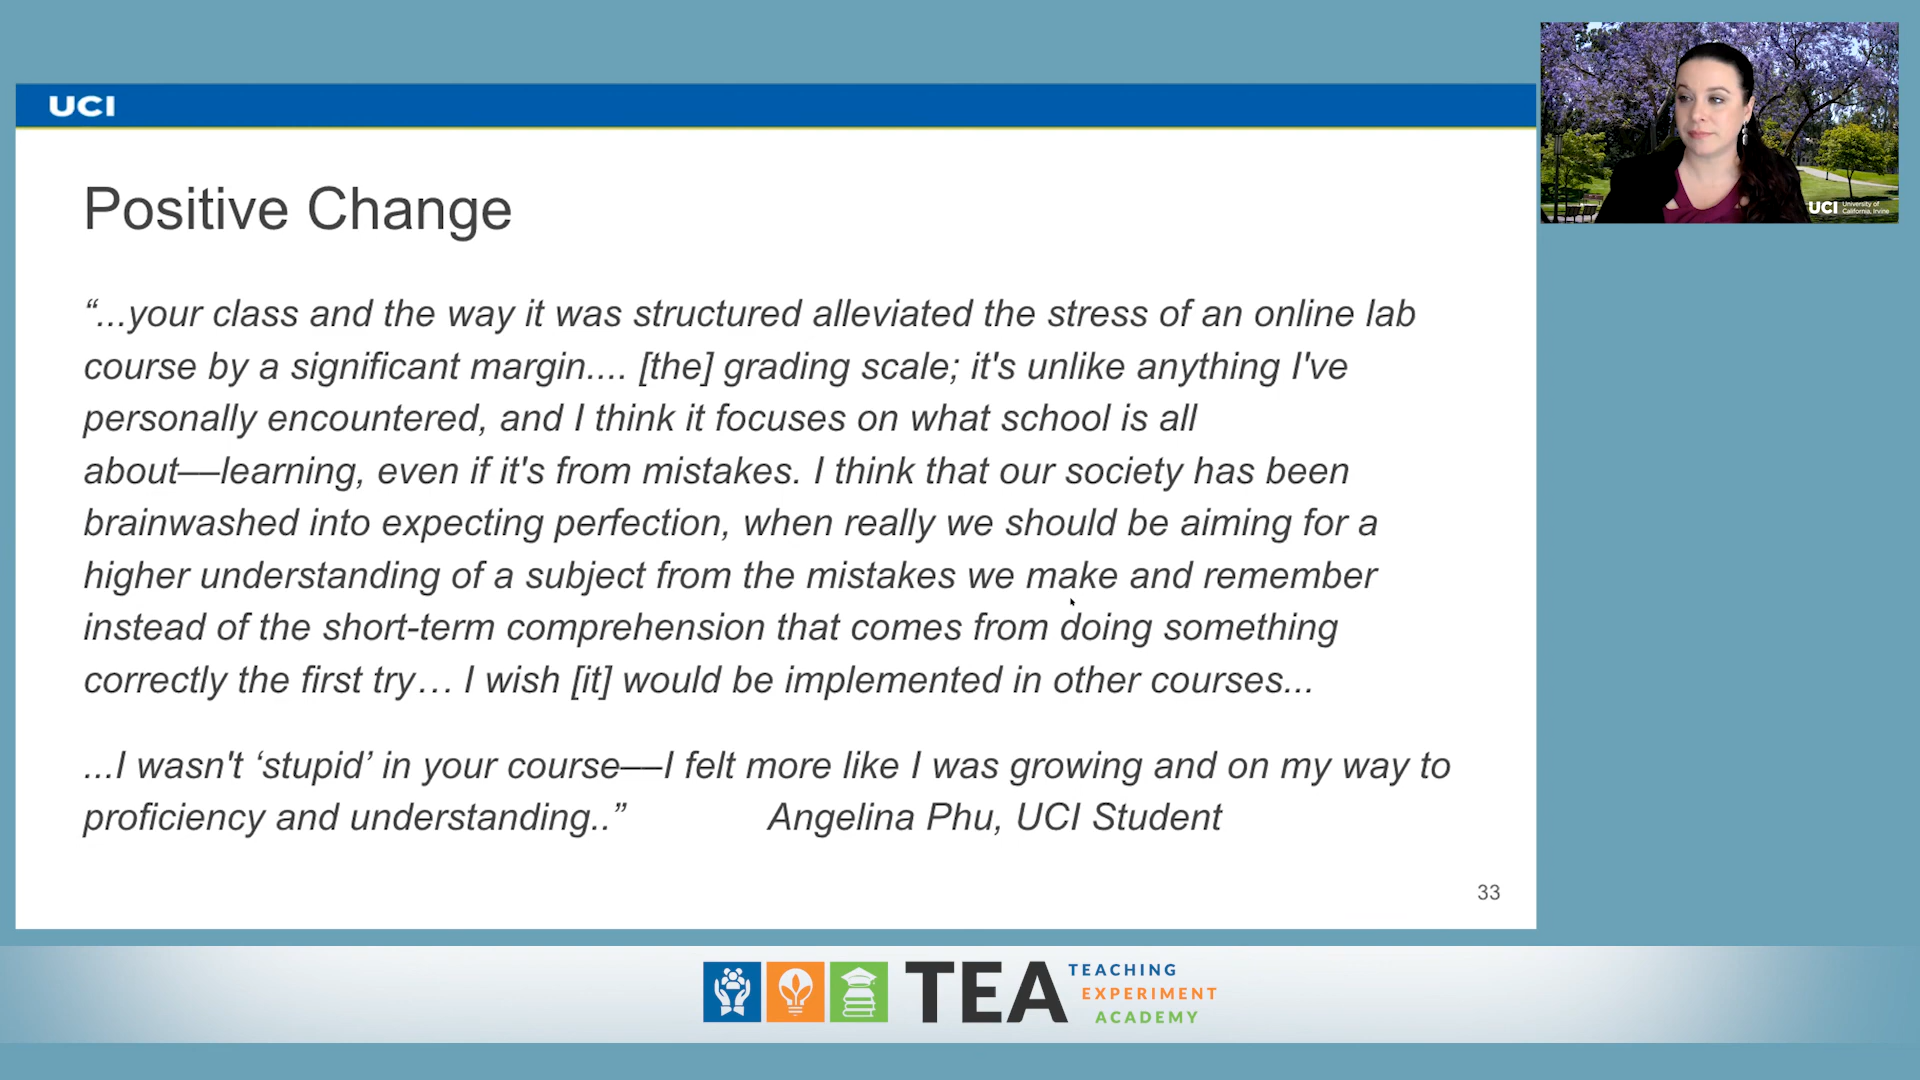 UCI
Positive Change
“...your class and the way it was structured alleviated the stress of an online lab
course by a significant margin.... [the] grading scale; it's unlike anything I've
personally encountered, and I think it focuses on what school is all
about––learning, even if it's from mistakes. I think that our society has been
brainwashed into expecting perfection, when really we should be aiming for a
higher understanding of a subject from the mistakes we make and remember
instead of the short-term comprehension that comes from doing something
correctly the first try… I wish [it] would be implemented in other courses...
...I wasn't ‘stupid’ in your course––I felt more like I was growing and on my way to
proficiency and understanding..” Angelina Phu, UCI Student
33
UCI University of
California, Irvine
TEA TEACHING
EXPERIMENT
ACADEMY